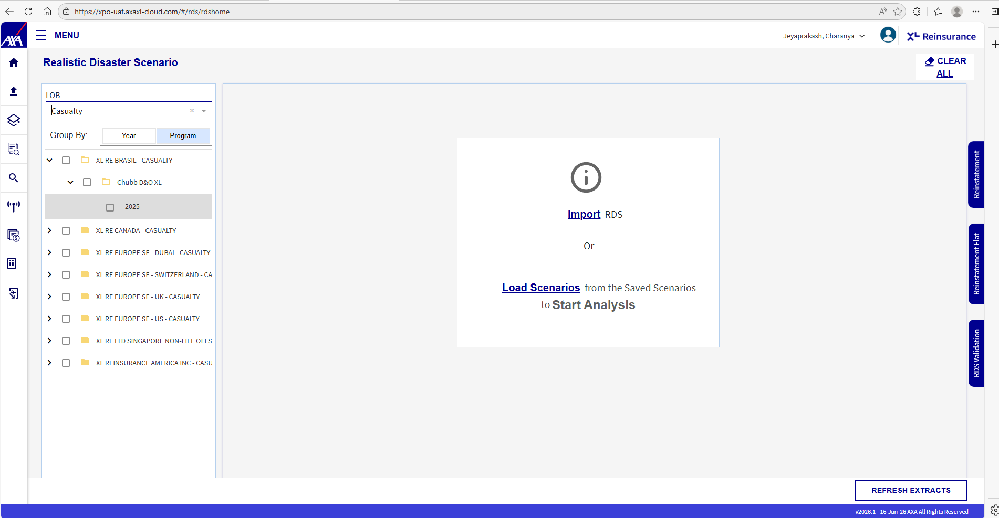 https://xpo-uat.axaxl-cloud.com/#/rds/rdshome
AXA
MENU
Jeyaprakash, Charanya
XL Reinsurance
Realistic Disaster Scenario
CLEAR
ALL
LOB
Casualty
Group By:
Year
Program
XL RE BRASIL - CASUALTY
Chubb D&O XL
2025
XL RE CANADA - CASUALTY
XL RE EUROPE SE - DUBAI - CASUALTY
XL RE EUROPE SE - SWITZERLAND - CA
XL RE EUROPE SE - UK - CASUALTY
XL RE EUROPE SE - US - CASUALTY
XL RE LTD SINGAPORE NON-LIFE OFFS
XL REINSURANCE AMERICA INC - CASU
Import RDS
Or
Load Scenarios from the Saved Scenarios
to Start Analysis
Reinstatement
Reinstatement Flat
RDS Validation
REFRESH EXTRACTS
v2026.1 - 16-Jan-26 AXA All Rights Reserved